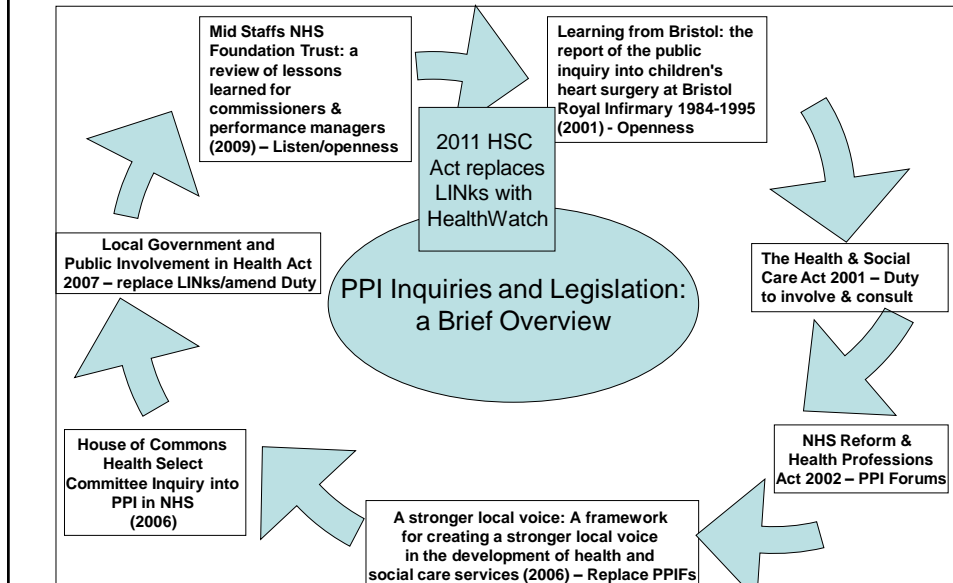 Mid Staffs NHS
Foundation Trust: a
review of lessons
learned for
commissioners &
performance managers
(2009) – Listen/openness
Learning from Bristol: the
report of the public
inquiry into children's
heart surgery at Bristol
Royal Infirmary 1984-1995
(2001) - Openness
2011 HSC
Act replaces
LINks with
HealthWatch
The Health & Social
Care Act 2001 – Duty
to involve & consult
NHS Reform &
Health Professions
Act 2002 – PPI Forums
A stronger local voice: A framework
for creating a stronger local voice
in the development of health and
social care services (2006) – Replace PPIFs
House of Commons
Health Select
Committee Inquiry into
PPI in NHS
(2006)
Local Government and
Public Involvement in Health Act
2007 – replace LINks/amend Duty
PPI Inquiries and Legislation:
a Brief Overview